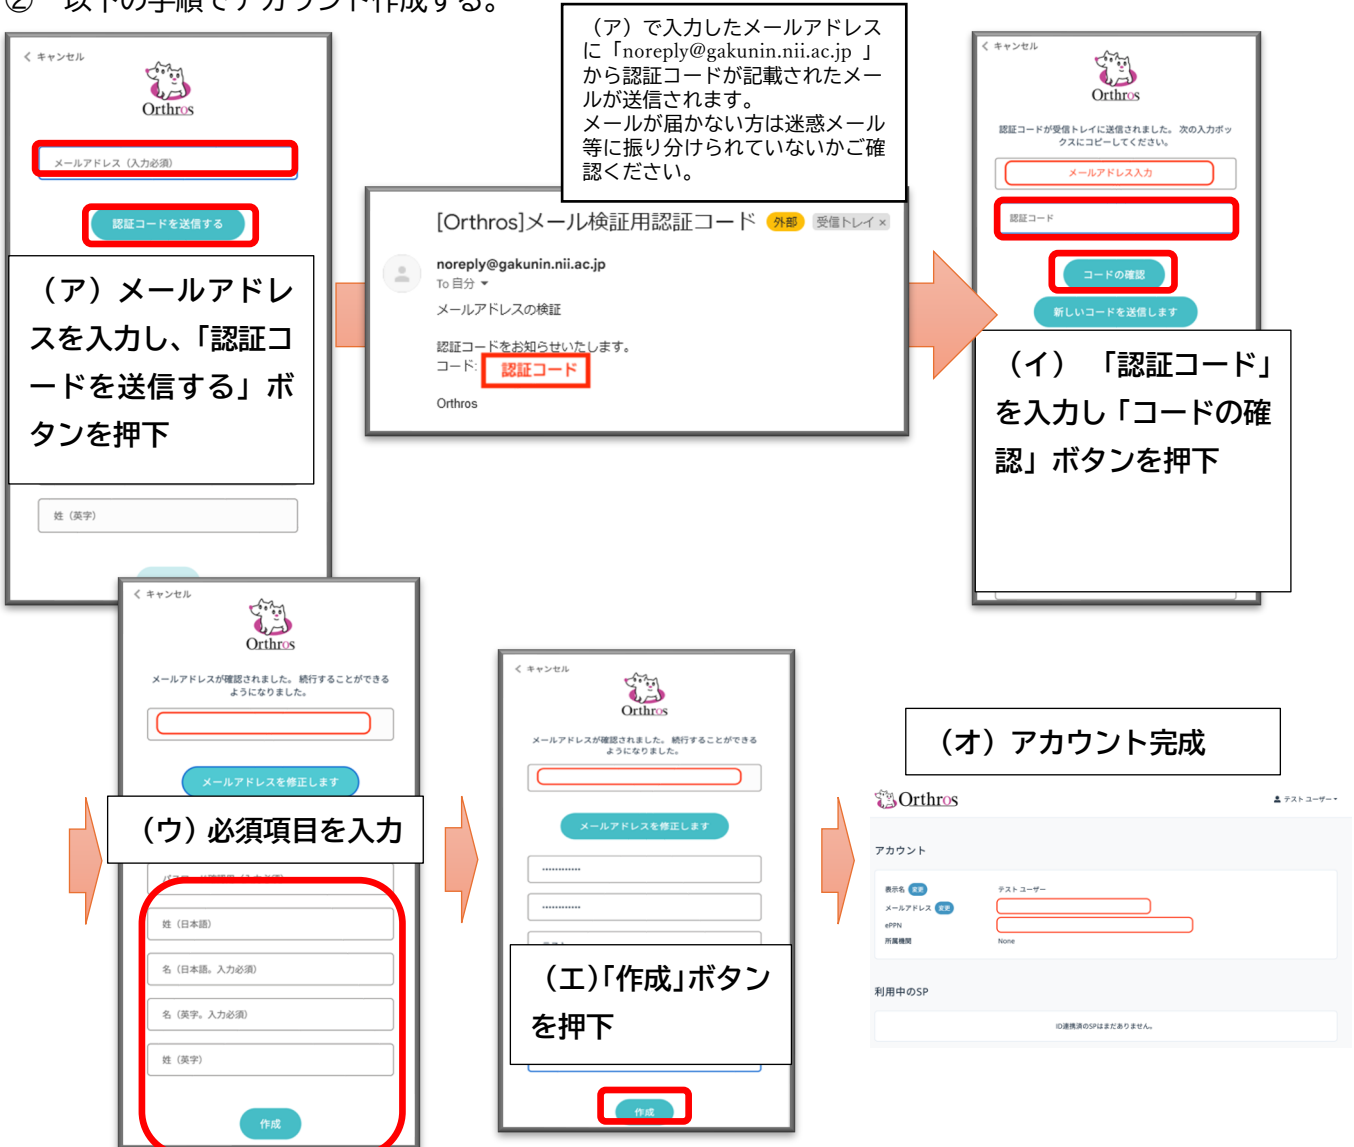 ② 以下の手順でアカウント作成する。
＜ キャンセル
Orthros
メールアドレス（入力必須）
認証コードを送信する
（ア）メールアドレ
スを入力し、「認証コ
ードを送信する」ボ
タンを押下
姓（英字）
（ア）で入力したメールアドレス
に「noreply@gakunin.nii.ac.jp 」
から認証コードが記載されたメー
ルが送信されます。
メールが届かない方は迷惑メール
等に振り分けられていないかご確
認ください。
[Orthros]メール検証用認証コード 外部 受信トレイ ×
noreply@gakunin.nii.ac.jp
To 自分
メールアドレスの検証
認証コードをお知らせいたします。
コード: 認証コード
Orthros
＜ キャンセル
Orthros
認証コードが受信トレイに送信されました。 次の入力ボッ
クスにコピーしてください。
メールアドレス入力
認証コード
コードの確認
新しいコードを送信します
（イ） 「認証コード」
を入力し「コードの確
認」ボタンを押下
＜ キャンセル
Orthros
メールアドレスが確認されました。 続行することができる
ようになりました。
メールアドレスを修正します
（ウ）必須項目を入力
姓（日本語）
名（日本語。入力必須）
名（英字。入力必須）
姓（英字）
作成
＜ キャンセル
Orthros
メールアドレスが確認されました。 続行することができる
ようになりました。
メールアドレスを修正します
••••••••••••
••••••••••••
（エ）「作成」ボタン
を押下
作成
（オ）アカウント完成
Orthros
テスト ユーザー
アカウント
表示名 変更 テスト ユーザー
メールアドレス 変更
ePPN
所属機関 None
利用中のSP
ID連携済のSPはまだありません。